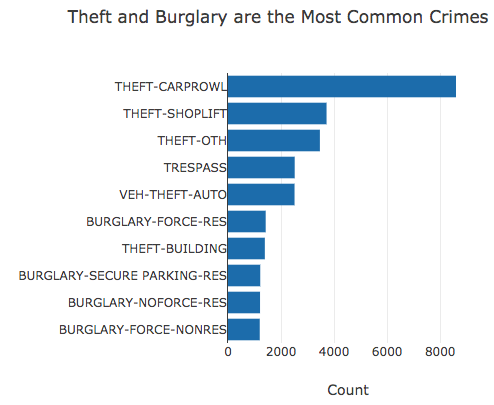 Theft and Burglary are the Most Common Crimes
THEFT-CARPROWL
THEFT-SHOPLIFT
THEFT-OTH
TRESPASS
VEH-THEFT-AUTO
BURGLARY-FORCE-RES
THEFT-BUILDING
BURGLARY-SECURE PARKING-RES
BURGLARY-NOFORCE-RES
BURGLARY-FORCE-NONRES
0 2000 4000 6000 8000
Count